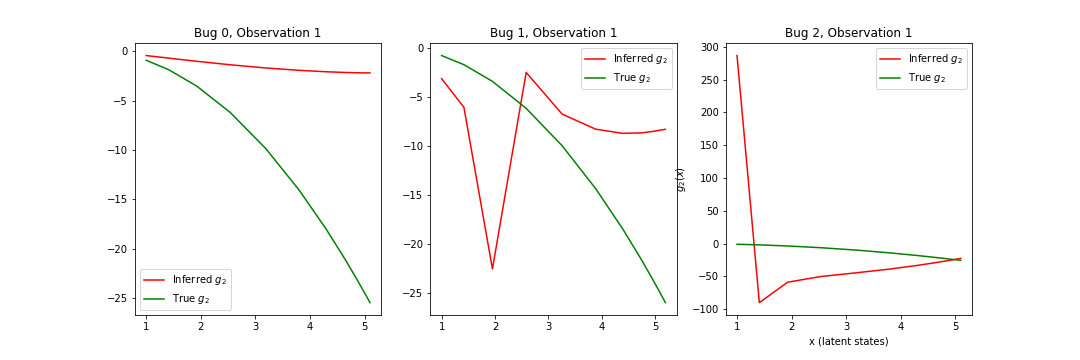 Bug 0, Observation 1
0
−5
−10
−15
−20
−25
1 2 3 4 5
Inferred g₂
True g₂
Bug 1, Observation 1
0
−5
−10
−15
−20
−25
1 2 3 4 5
Inferred g₂
True g₂
Bug 2, Observation 1
300
250
200
150
100
50
0
−50
−100
1 2 3 4 5
g₂(x)
x (latent states)
Inferred g₂
True g₂